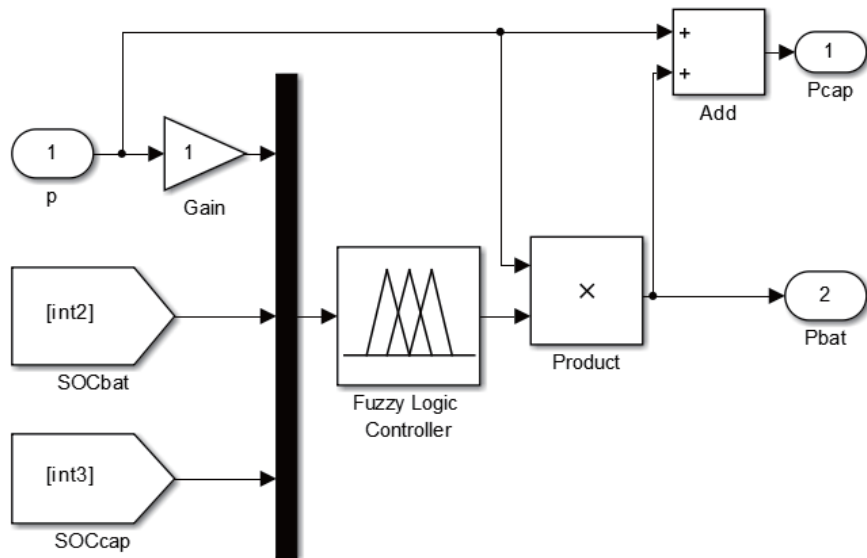 +
+
Add
1
Pcap
1
p
1
Gain
[int2]
SOCbat
Fuzzy Logic
Controller
×
Product
2
Pbat
[int3]
SOCcap